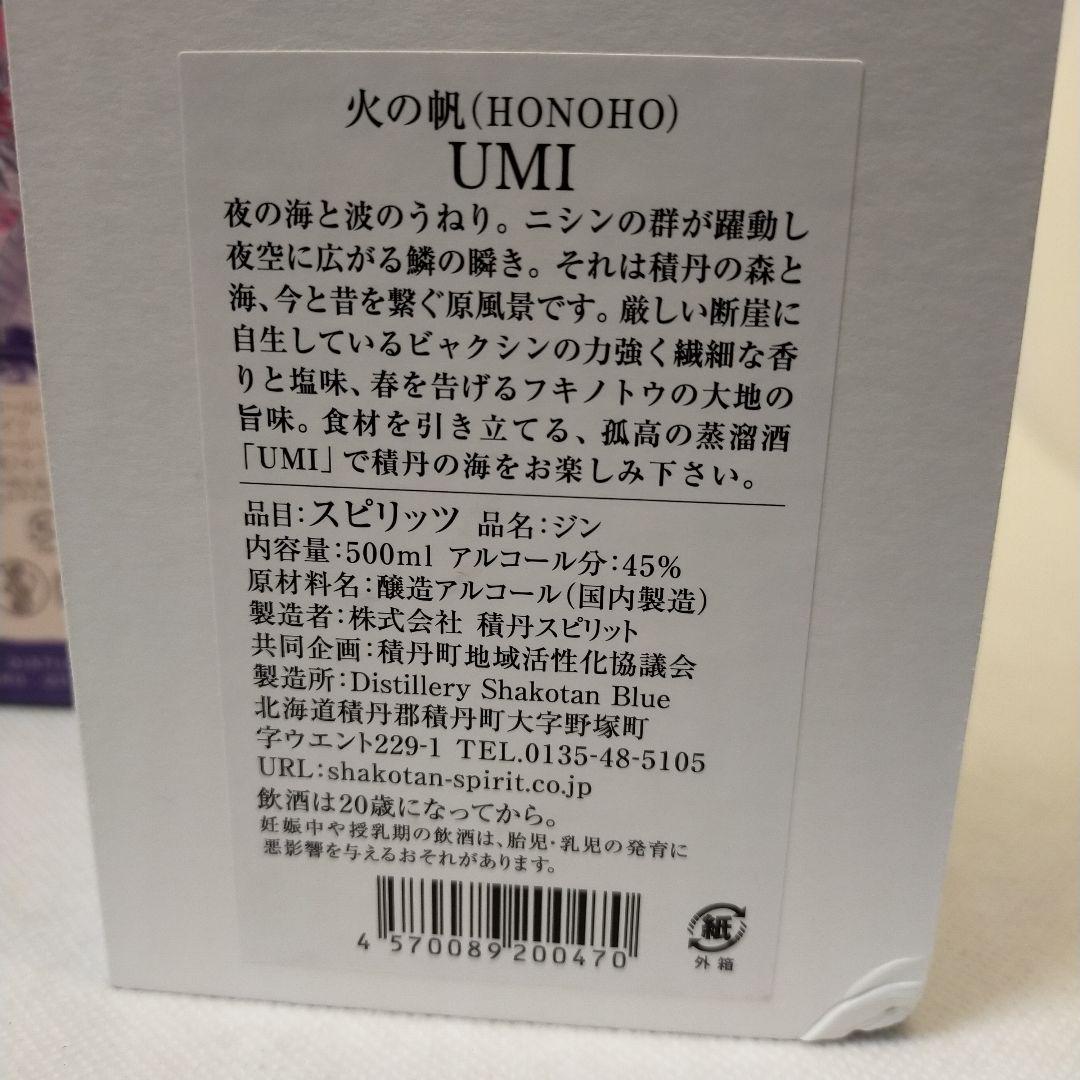 火の帆(HONOHO)
UMI
夜の海と波のうねり。ニシンの群が躍動し
夜空に広がる鱗の瞬き。それは積丹の森と
海、今と昔を繋ぐ原風景です。厳しい断崖に
自生しているビャクシンの力強く繊細な香
りと塩味、春を告げるフキノトウの大地の
旨味。食材を引き立てる、孤高の蒸溜酒
「UMI」で積丹の海をお楽しみ下さい。
品目:スピリッツ 品名:ジン
内容量:500ml アルコール分:45%
原材料名:醸造アルコール(国内製造)
製造者:株式会社 積丹スピリット
共同企画:積丹町地域活性化協議会
製造所:Distillery Shakotan Blue
北海道積丹郡積丹町大字野塚町
字ウエント229-1 TEL.0135-48-5105
URL:shakotan-spirit.co.jp
飲酒は20歳になってから。
妊娠中や授乳期の飲酒は、胎児・乳児の発育に
悪影響を与えるおそれがあります。
4 570089 200470
紙
外箱